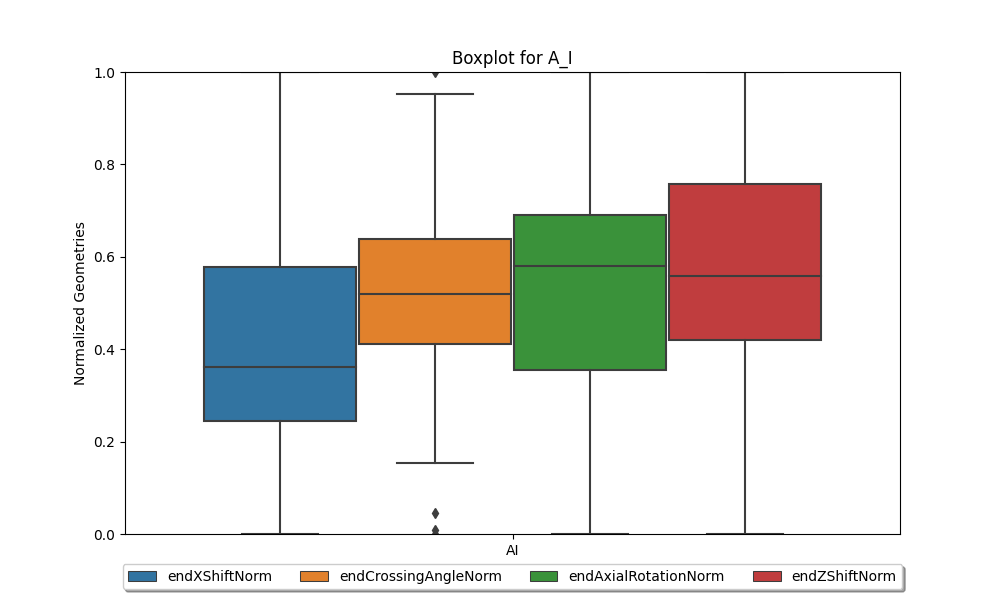 Boxplot for A_I
Normalized Geometries
1.0
0.8
0.6
0.4
0.2
0.0
AI
endXShiftNorm endCrossingAngleNorm endAxialRotationNorm endZShiftNorm